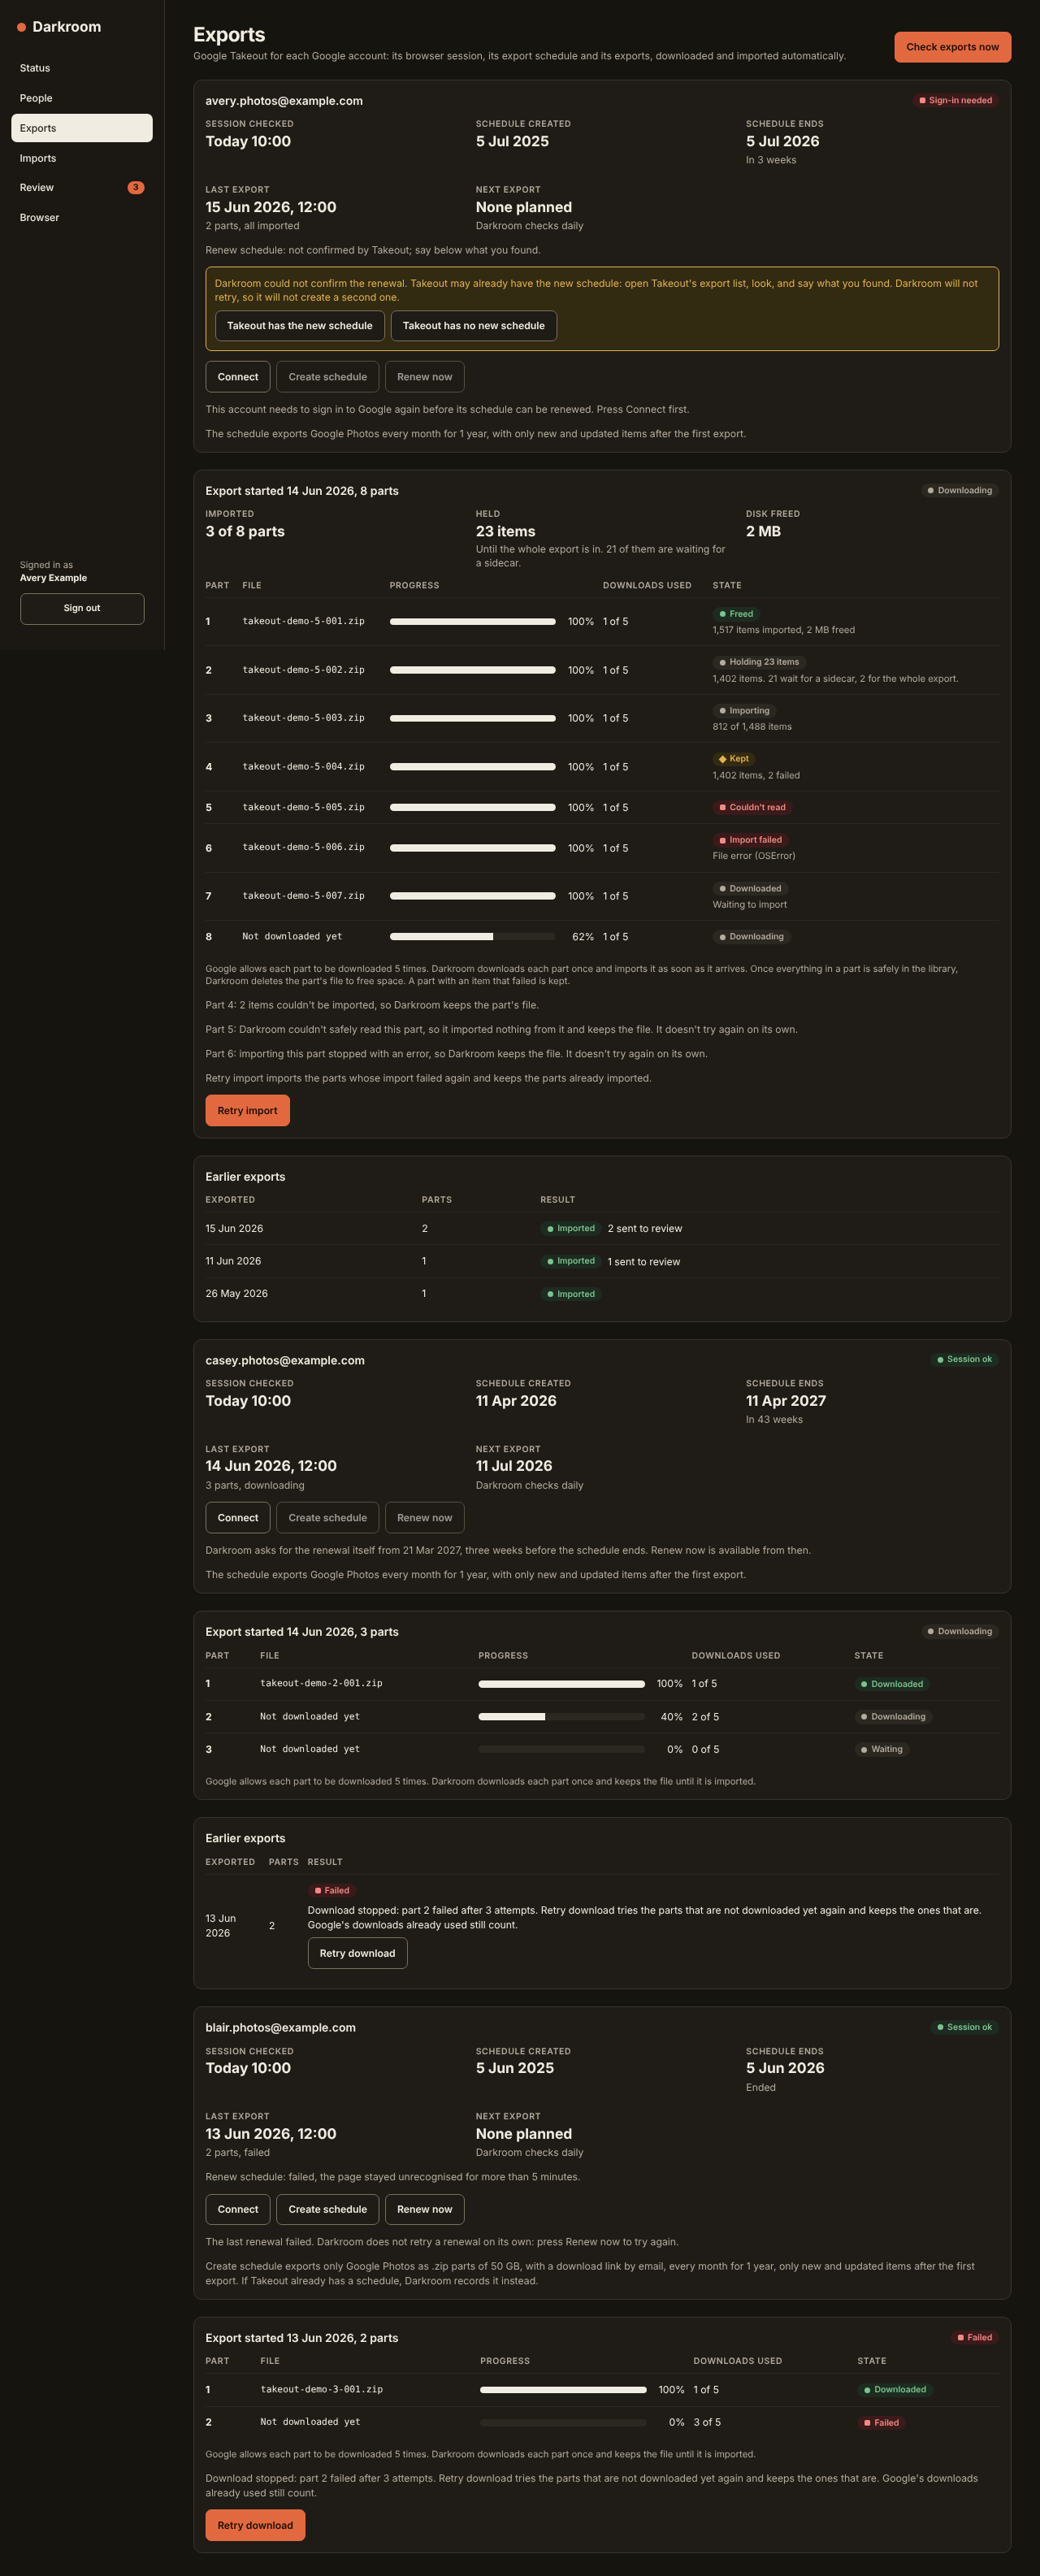 Darkroom
Status
People
Exports
Imports
Review 3
Browser
Signed in as
Avery Example
Sign out
Exports
Google Takeout for each Google account: its browser session, its export schedule and its exports, downloaded and imported automatically.
Check exports now
avery.photos@example.com
Sign-in needed
SESSION CHECKED SCHEDULE CREATED SCHEDULE ENDS
Today 10:00 5 Jul 2025 5 Jul 2026
In 3 weeks
LAST EXPORT NEXT EXPORT
15 Jun 2026, 12:00 None planned
2 parts, all imported Darkroom checks daily
Renew schedule: not confirmed by Takeout; say below what you found.
Darkroom could not confirm the renewal. Takeout may already have the new schedule: open Takeout's export list, look, and say what you found. Darkroom will not
retry, so it will not create a second one.
Takeout has the new schedule Takeout has no new schedule
Connect Create schedule Renew now
This account needs to sign in to Google again before its schedule can be renewed. Press Connect first.
The schedule exports Google Photos every month for 1 year, with only new and updated items after the first export.
Export started 14 Jun 2026, 8 parts
Downloading
IMPORTED HELD DISK FREED
3 of 8 parts 23 items 2 MB
Until the whole export is in. 21 of them are waiting for
a sidecar.
PART FILE PROGRESS DOWNLOADS USED STATE
1 takeout-demo-5-001.zip 100% 1 of 5 Freed
1,517 items imported, 2 MB freed
2 takeout-demo-5-002.zip 100% 1 of 5 Holding 23 items
1,402 items. 21 wait for a sidecar, 2 for the whole export.
3 takeout-demo-5-003.zip 100% 1 of 5 Importing
812 of 1,488 items
4 takeout-demo-5-004.zip 100% 1 of 5 Kept
1,402 items, 2 failed
5 takeout-demo-5-005.zip 100% 1 of 5 Couldn't read
6 takeout-demo-5-006.zip 100% 1 of 5 Import failed
File error (OSError)
7 takeout-demo-5-007.zip 100% 1 of 5 Downloaded
Waiting to import
8 Not downloaded yet 62% 1 of 5 Downloading
Google allows each part to be downloaded 5 times. Darkroom downloads each part once and imports it as soon as it arrives. Once everything in a part is safely in the library,
Darkroom deletes the part's file to free space. A part with an item that failed is kept.
Part 4: 2 items couldn't be imported, so Darkroom keeps the part's file.
Part 5: Darkroom couldn't safely read this part, so it imported nothing from it and keeps the file. It doesn't try again on its own.
Part 6: importing this part stopped with an error, so Darkroom keeps the file. It doesn't try again on its own.
Retry import imports the parts whose import failed again and keeps the parts already imported.
Retry import
Earlier exports
EXPORTED PARTS RESULT
15 Jun 2026 2 Imported 2 sent to review
11 Jun 2026 1 Imported 1 sent to review
26 May 2026 1 Imported
casey.photos@example.com
Session ok
SESSION CHECKED SCHEDULE CREATED SCHEDULE ENDS
Today 10:00 11 Apr 2026 11 Apr 2027
In 43 weeks
LAST EXPORT NEXT EXPORT
14 Jun 2026, 12:00 11 Jul 2026
3 parts, downloading Darkroom checks daily
Connect Create schedule Renew now
Darkroom asks for the renewal itself from 21 Mar 2027, three weeks before the schedule ends. Renew now is available from then.
The schedule exports Google Photos every month for 1 year, with only new and updated items after the first export.
Export started 14 Jun 2026, 3 parts
Downloading
PART FILE PROGRESS DOWNLOADS USED STATE
1 takeout-demo-2-001.zip 100% 1 of 5 Downloaded
2 Not downloaded yet 40% 2 of 5 Downloading
3 Not downloaded yet 0% 0 of 5 Waiting
Google allows each part to be downloaded 5 times. Darkroom downloads each part once and keeps the file until it is imported.
Earlier exports
EXPORTED PARTS RESULT
13 Jun
2026
2
Failed
Download stopped: part 2 failed after 3 attempts. Retry download tries the parts that are not downloaded yet again and keeps the ones that are.
Google's downloads already used still count.
Retry download
blair.photos@example.com
Session ok
SESSION CHECKED SCHEDULE CREATED SCHEDULE ENDS
Today 10:00 5 Jun 2025 5 Jun 2026
Ended
LAST EXPORT NEXT EXPORT
13 Jun 2026, 12:00 None planned
2 parts, failed Darkroom checks daily
Renew schedule: failed, the page stayed unrecognised for more than 5 minutes.
Connect Create schedule Renew now
The last renewal failed. Darkroom does not retry a renewal on its own: press Renew now to try again.
Create schedule exports only Google Photos as .zip parts of 50 GB, with a download link by email, every month for 1 year, only new and updated items after the first
export. If Takeout already has a schedule, Darkroom records it instead.
Export started 13 Jun 2026, 2 parts
Failed
PART FILE PROGRESS DOWNLOADS USED STATE
1 takeout-demo-3-001.zip 100% 1 of 5 Downloaded
2 Not downloaded yet 0% 3 of 5 Failed
Google allows each part to be downloaded 5 times. Darkroom downloads each part once and keeps the file until it is imported.
Download stopped: part 2 failed after 3 attempts. Retry download tries the parts that are not downloaded yet again and keeps the ones that are. Google's downloads
already used still count.
Retry download